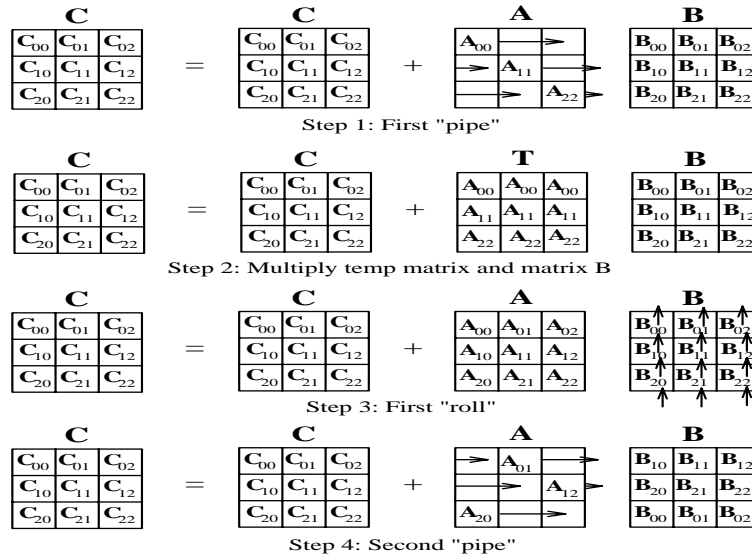 C C A B
C00 C01 C02 = C00 C01 C02 + A00 B00 B01 B02
C10 C11 C12 C10 C11 C12 A11 B10 B11 B12
C20 C21 C22 C20 C21 C22 A22 B20 B21 B22
Step 1: First "pipe"
C C T B
C00 C01 C02 C00 C01 C02 A00 A00 A00 B00 B01 B02
C10 C11 C12 = C10 C11 C12 + A11 A11 A11 B10 B11 B12
C20 C21 C22 C20 C21 C22 A22 A22 A22 B20 B21 B22
Step 2: Multiply temp matrix and matrix B
C C A B
C00 C01 C02 C00 C01 C02 A00 A01 A02 B00 B01 B02
C10 C11 C12 = C10 C11 C12 + A10 A11 A12 B10 B11 B12
C20 C21 C22 C20 C21 C22 A20 A21 A22 B20 B21 B22
Step 3: First "roll"
C C A B
C00 C01 C02 C00 C01 C02 A01 B10 B11 B12
C10 C11 C12 = C10 C11 C12 + A12 B20 B21 B22
C20 C21 C22 C20 C21 C22 A20 B00 B01 B02
Step 4: Second "pipe"